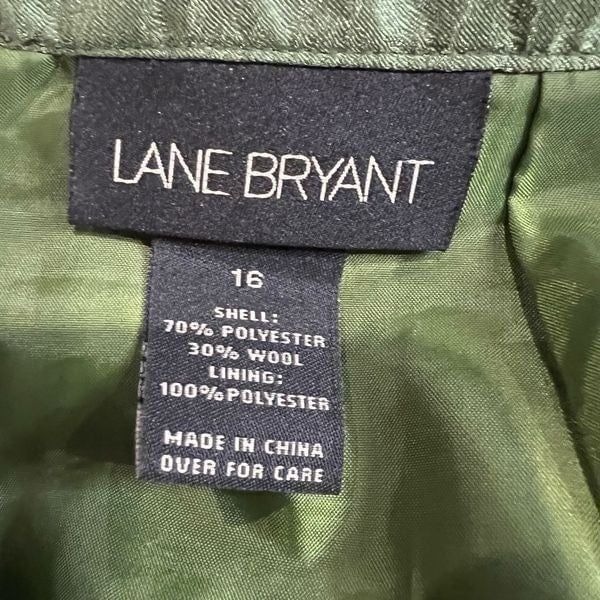 LANE BRYANT
16
SHELL:
70% POLYESTER
30% WOOL
LINING:
100% POLYESTER
MADE IN CHINA
OVER FOR CARE